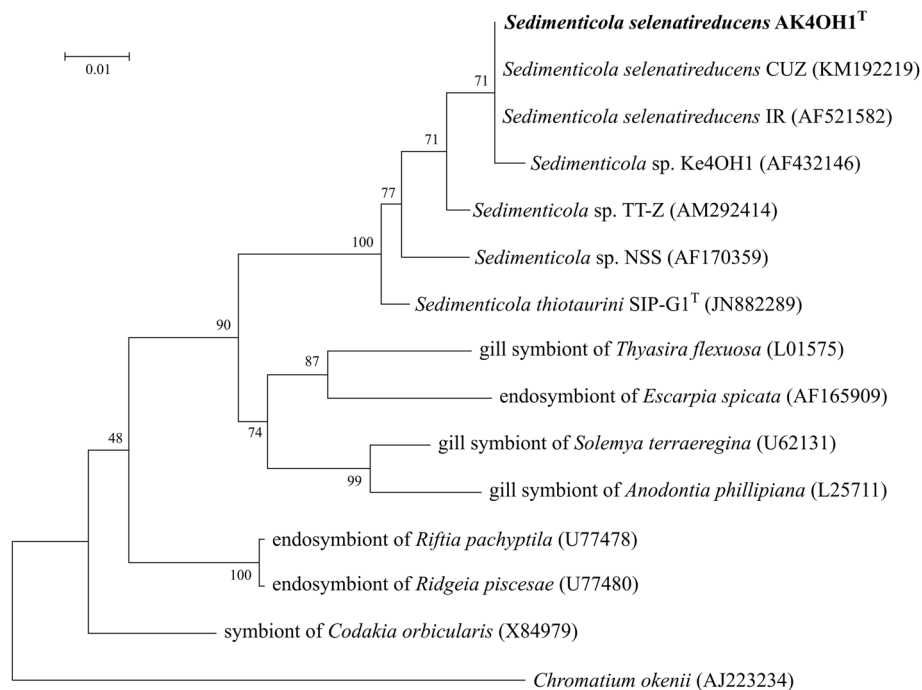 Sedimenticola selenatireducens AK4OH1T
0.01
Sedimenticola selenatireducens CUZ (KM192219)
71
Sedimenticola selenatireducens IR (AF521582)
71
Sedimenticola sp. Ke4OH1 (AF432146)
77
Sedimenticola sp. TT-Z (AM292414)
100
Sedimenticola sp. NSS (AF170359)
Sedimenticola thiotaurini SIP-G1T (JN882289)
90
gill symbiont of Thyasira flexuosa (L01575)
87
endosymbiont of Escarpia spicata (AF165909)
74
48
gill symbiont of Solemya terraeregina (U62131)
99
gill symbiont of Anodontia phillipiana (L25711)
endosymbiont of Riftia pachyptila (U77478)
100
endosymbiont of Ridgeia piscesae (U77480)
symbiont of Codakia orbicularis (X84979)
Chromatium okenii (AJ223234)